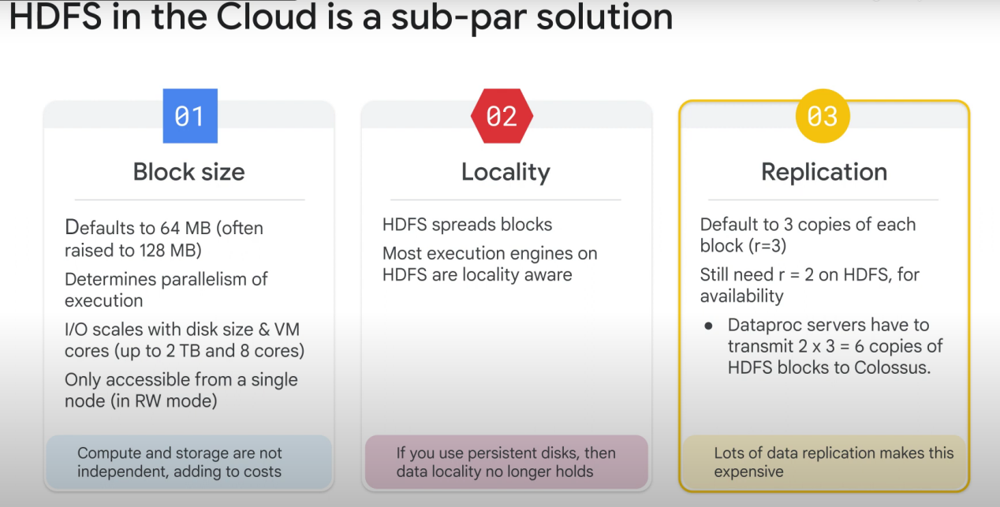 HDFS in the Cloud is a sub-par solution
01
Block size
Defaults to 64 MB (often
raised to 128 MB)
Determines parallelism of
execution
I/O scales with disk size & VM
cores (up to 2 TB and 8 cores)
Only accessible from a single
node (in RW mode)
Compute and storage are not
independent, adding to costs
02
Locality
HDFS spreads blocks
Most execution engines on
HDFS are locality aware
If you use persistent disks, then
data locality no longer holds
03
Replication
Default to 3 copies of each
block (r=3)
Still need r = 2 on HDFS, for
availability
● Dataproc servers have to
transmit 2 x 3 = 6 copies of
HDFS blocks to Colossus.
Lots of data replication makes this
expensive